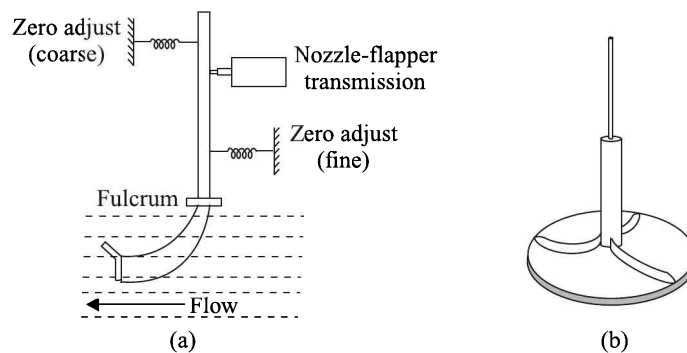 Zero adjust
(coarse)
Nozzle-flapper
transmission
Zero adjust
(fine)
Fulcrum
Flow
(a)
(b)